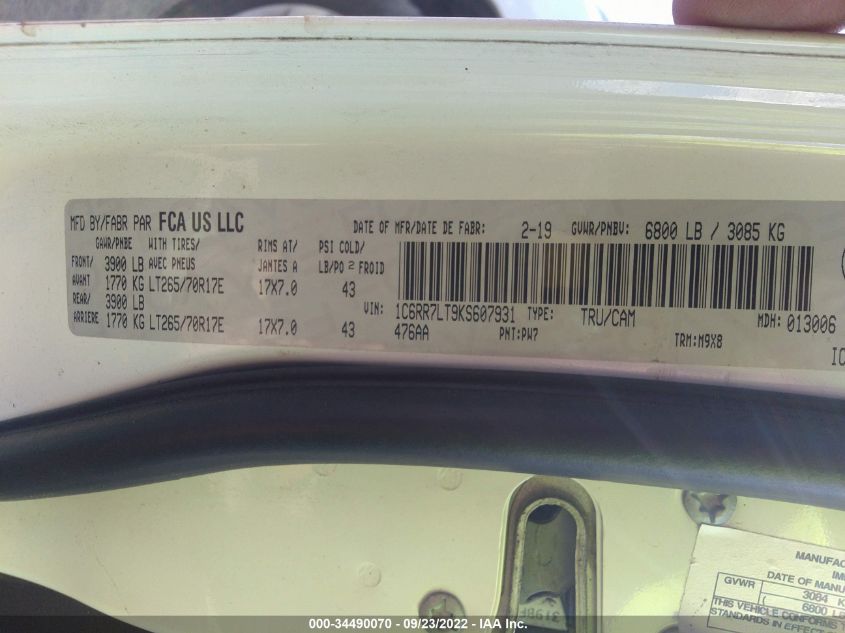 MFD BY/FABR PAR FCA US LLC DATE OF MFR/DATE DE FABR: 2-19 GVWR/PNBV: 6800 LB / 3085 KG
GAWR/PNBE WITH TIRES/ RIMS AT/ PSI COLD/
FRONT/ 3900 LB AVEC PNEUS JANTES A LB/PO 2 FROID
AVANT 1770 KG LT265/70R17E 17X7.0 43
REAR/ 3900 LB VIN: 1C6RR7LT9KS607931 TYPE: TRU/CAM MDH: 013006
ARRIERE 1770 KG LT265/70R17E 17X7.0 43 476AA PNT:PW7 TRM:M9X8
MANUFAC
DATE OF MANU
GVWR 3084 K
6800 LB
THIS VEHICLE CONFORMS
STANDARDS IN EFFECT
000-34490070 / 09/23/2022 - IAA Inc.